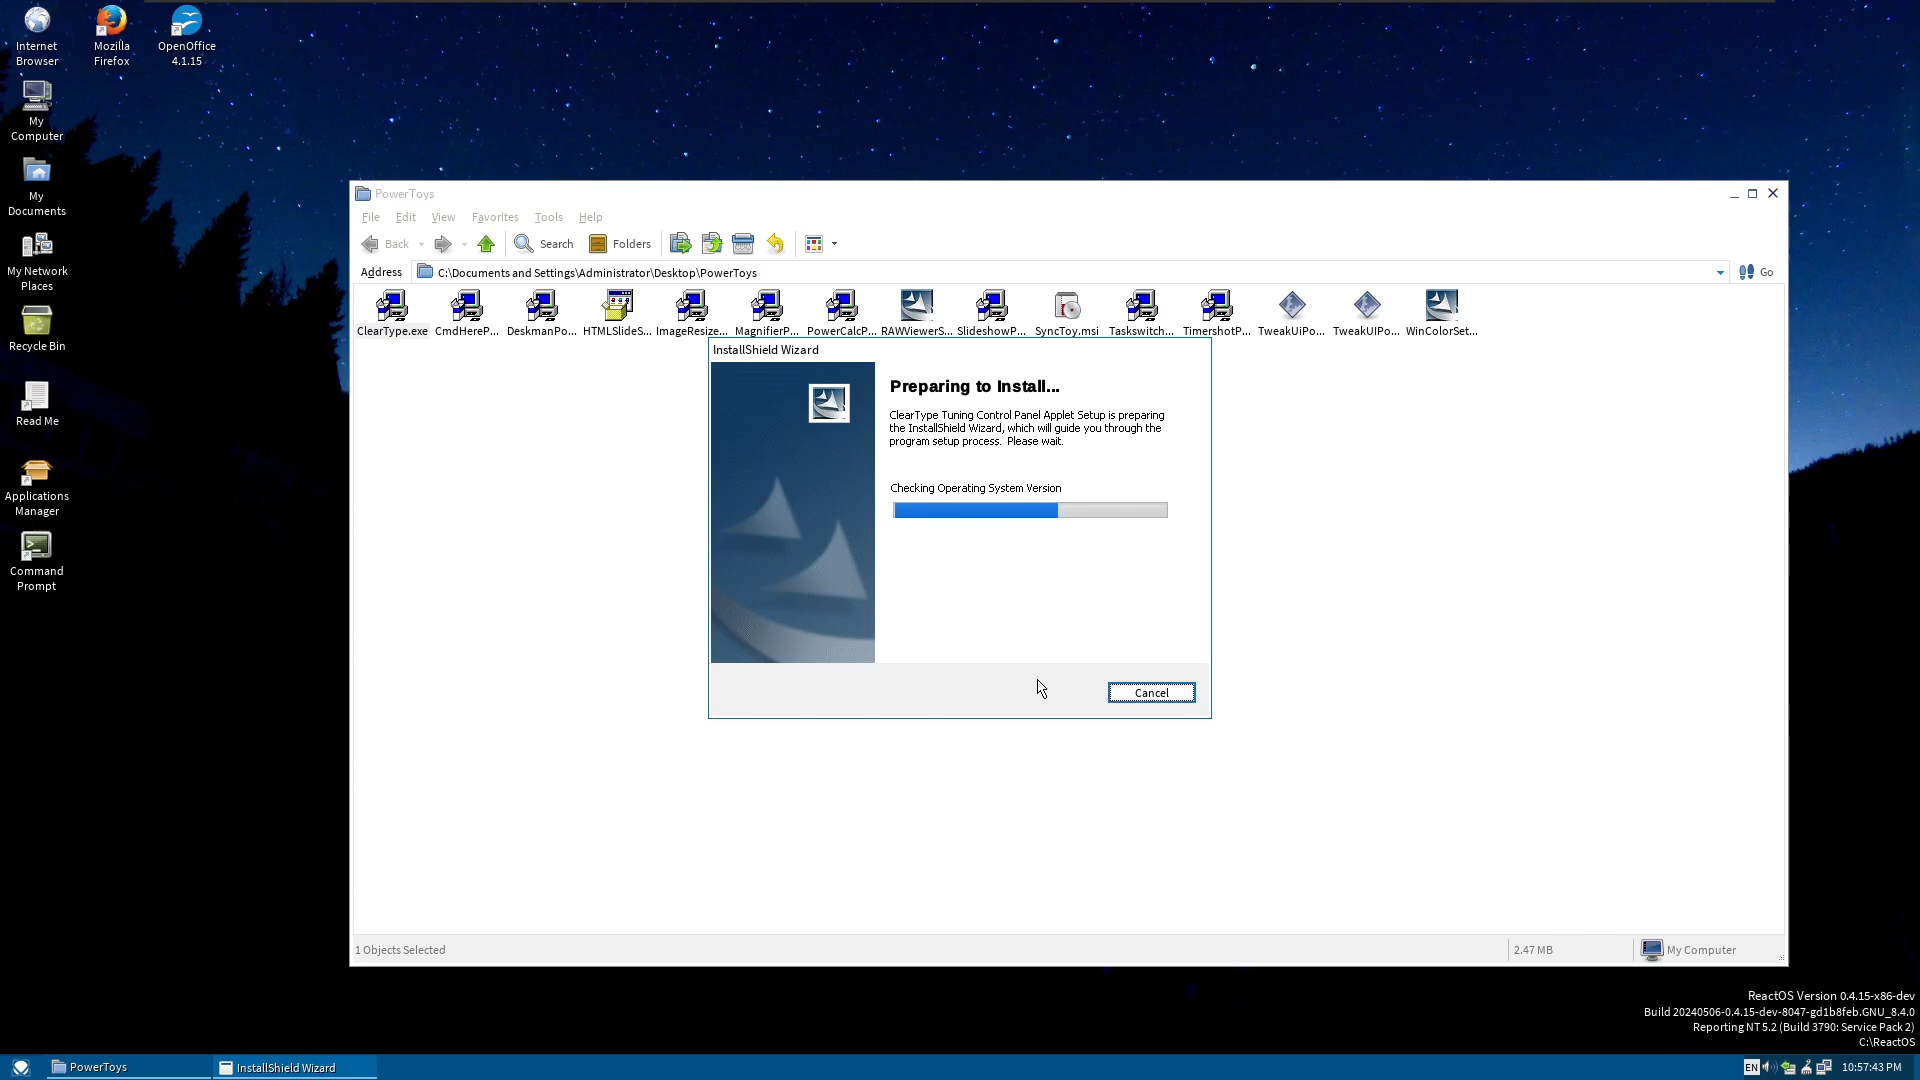 Internet
Browser
Mozilla
Firefox
OpenOffice
4.1.15
My
Computer
My
Documents
My Network
Places
Recycle Bin
Read Me
Applications
Manager
Command
Prompt
PowerToys
File Edit View Favorites Tools Help
Back Search Folders
Address C:\Documents and Settings\Administrator\Desktop\PowerToys Go
ClearType.exe CmdHereP... DeskmanPo... HTMLSlideS... ImageResize... MagnifierP... PowerCalcP... RAWViewerS... SlideshowP... SyncToy.msi Taskswitch... TimershotP... TweakUiPo... TweakUIPo... WinColorSet...
InstallShield Wizard
Preparing to Install...
ClearType Tuning Control Panel Applet Setup is preparing
the InstallShield Wizard, which will guide you through the
program setup process. Please wait.
Checking Operating System Version
Cancel
1 Objects Selected 2.47 MB My Computer
ReactOS Version 0.4.15-x86-dev
Build 20240506-0.4.15-dev-8047-gd1b8feb.GNU_8.4.0
Reporting NT 5.2 (Build 3790: Service Pack 2)
C:\ReactOS
PowerToys InstallShield Wizard EN 10:57:43 PM